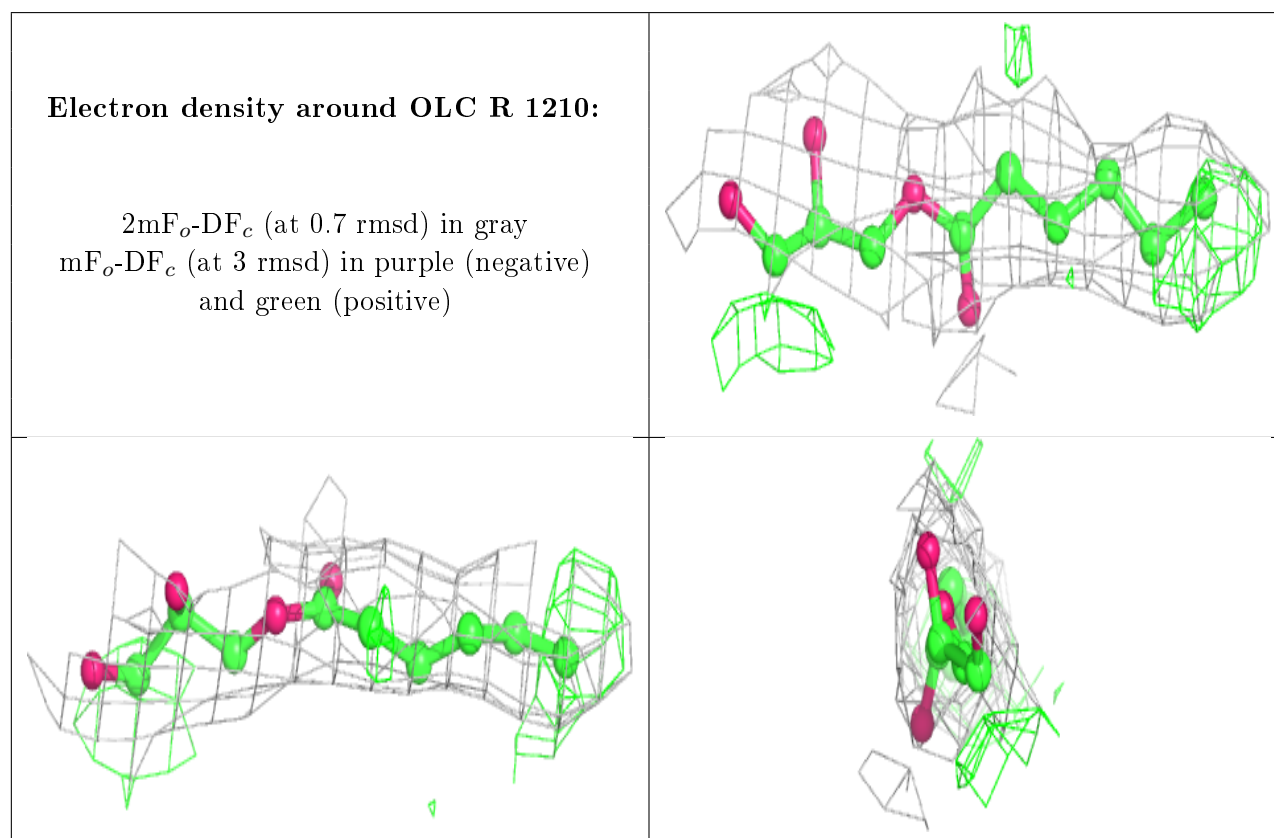 Electron density around OLC R 1210:
2mFₒ-DF𝒸 (at 0.7 rmsd) in gray
mFₒ-DF𝒸 (at 3 rmsd) in purple (negative)
and green (positive)